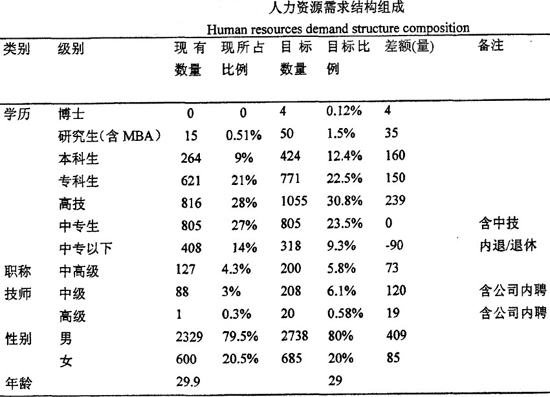 人力资源需求结构组成
Human resources demand structure composition
类别 级别 现有数量 现所占比例 目标数量 目标比例 差额(量) 备注
学历 博士 0 0 4 0.12% 4
研究生(含MBA) 15 0.51% 50 1.5% 35
本科生 264 9% 424 12.4% 160
专科生 621 21% 771 22.5% 150
高技 816 28% 1055 30.8% 239
中专生 805 27% 805 23.5% 0 含中技
中专以下 408 14% 318 9.3% -90 内退/退休
职称 中高级 127 4.3% 200 5.8% 73
技师 中级 88 3% 208 6.1% 120 含公司内聘
高级 1 0.3% 20 0.58% 19 含公司内聘
性别 男 2329 79.5% 2738 80% 409
女 600 20.5% 685 20% 85
年龄 29.9 29